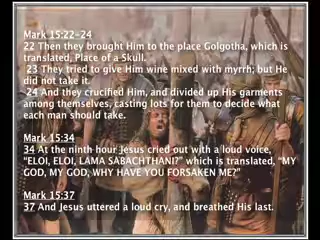 Mark 15:22-24
22 Then they brought Him to the place Golgotha, which is
translated, Place of a Skull.
23 They tried to give Him wine mixed with myrrh; but He
did not take it.
24 And they crucified Him, and divided up His garments
among themselves, casting lots for them to decide what
each man should take.
Mark 15:34
34 At the ninth hour Jesus cried out with a loud voice,
"ELOI, ELOI, LAMA SABACHTHANI?" which is translated, "MY
GOD, MY GOD, WHY HAVE YOU FORSAKEN ME?"
Mark 15:37
37 And Jesus uttered a loud cry, and breathed His last.